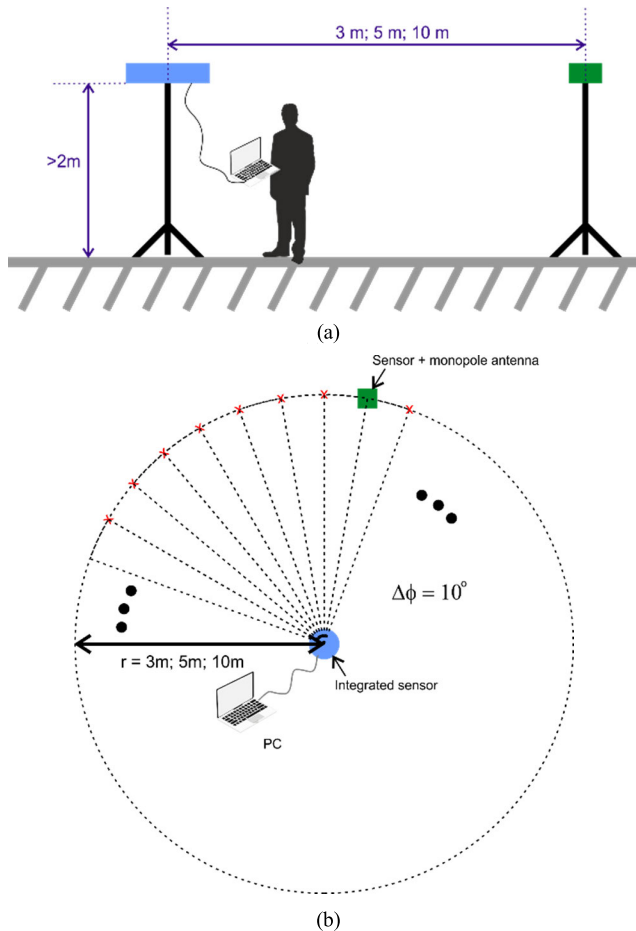 3 m; 5 m; 10 m
>2m
(a)
Sensor + monopole antenna
Δϕ = 10°
r = 3m; 5m; 10m
Integrated sensor
PC
(b)